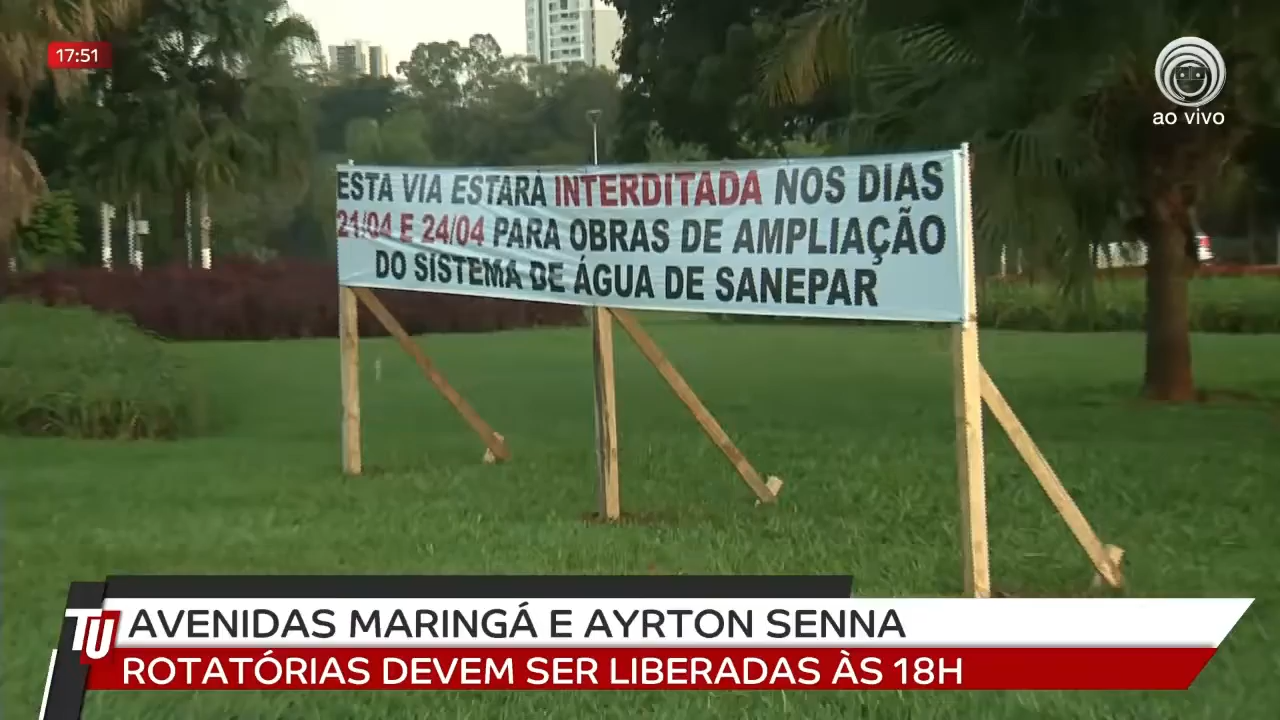 17:51
ao vivo
ESTA VIA ESTARÁ INTERDITADA NOS DIAS
21/04 E 24/04 PARA OBRAS DE AMPLIAÇÃO
DO SISTEMA DE ÁGUA DE SANEPAR
TU
AVENIDAS MARINGÁ E AYRTON SENNA
ROTATÓRIAS DEVEM SER LIBERADAS ÀS 18H